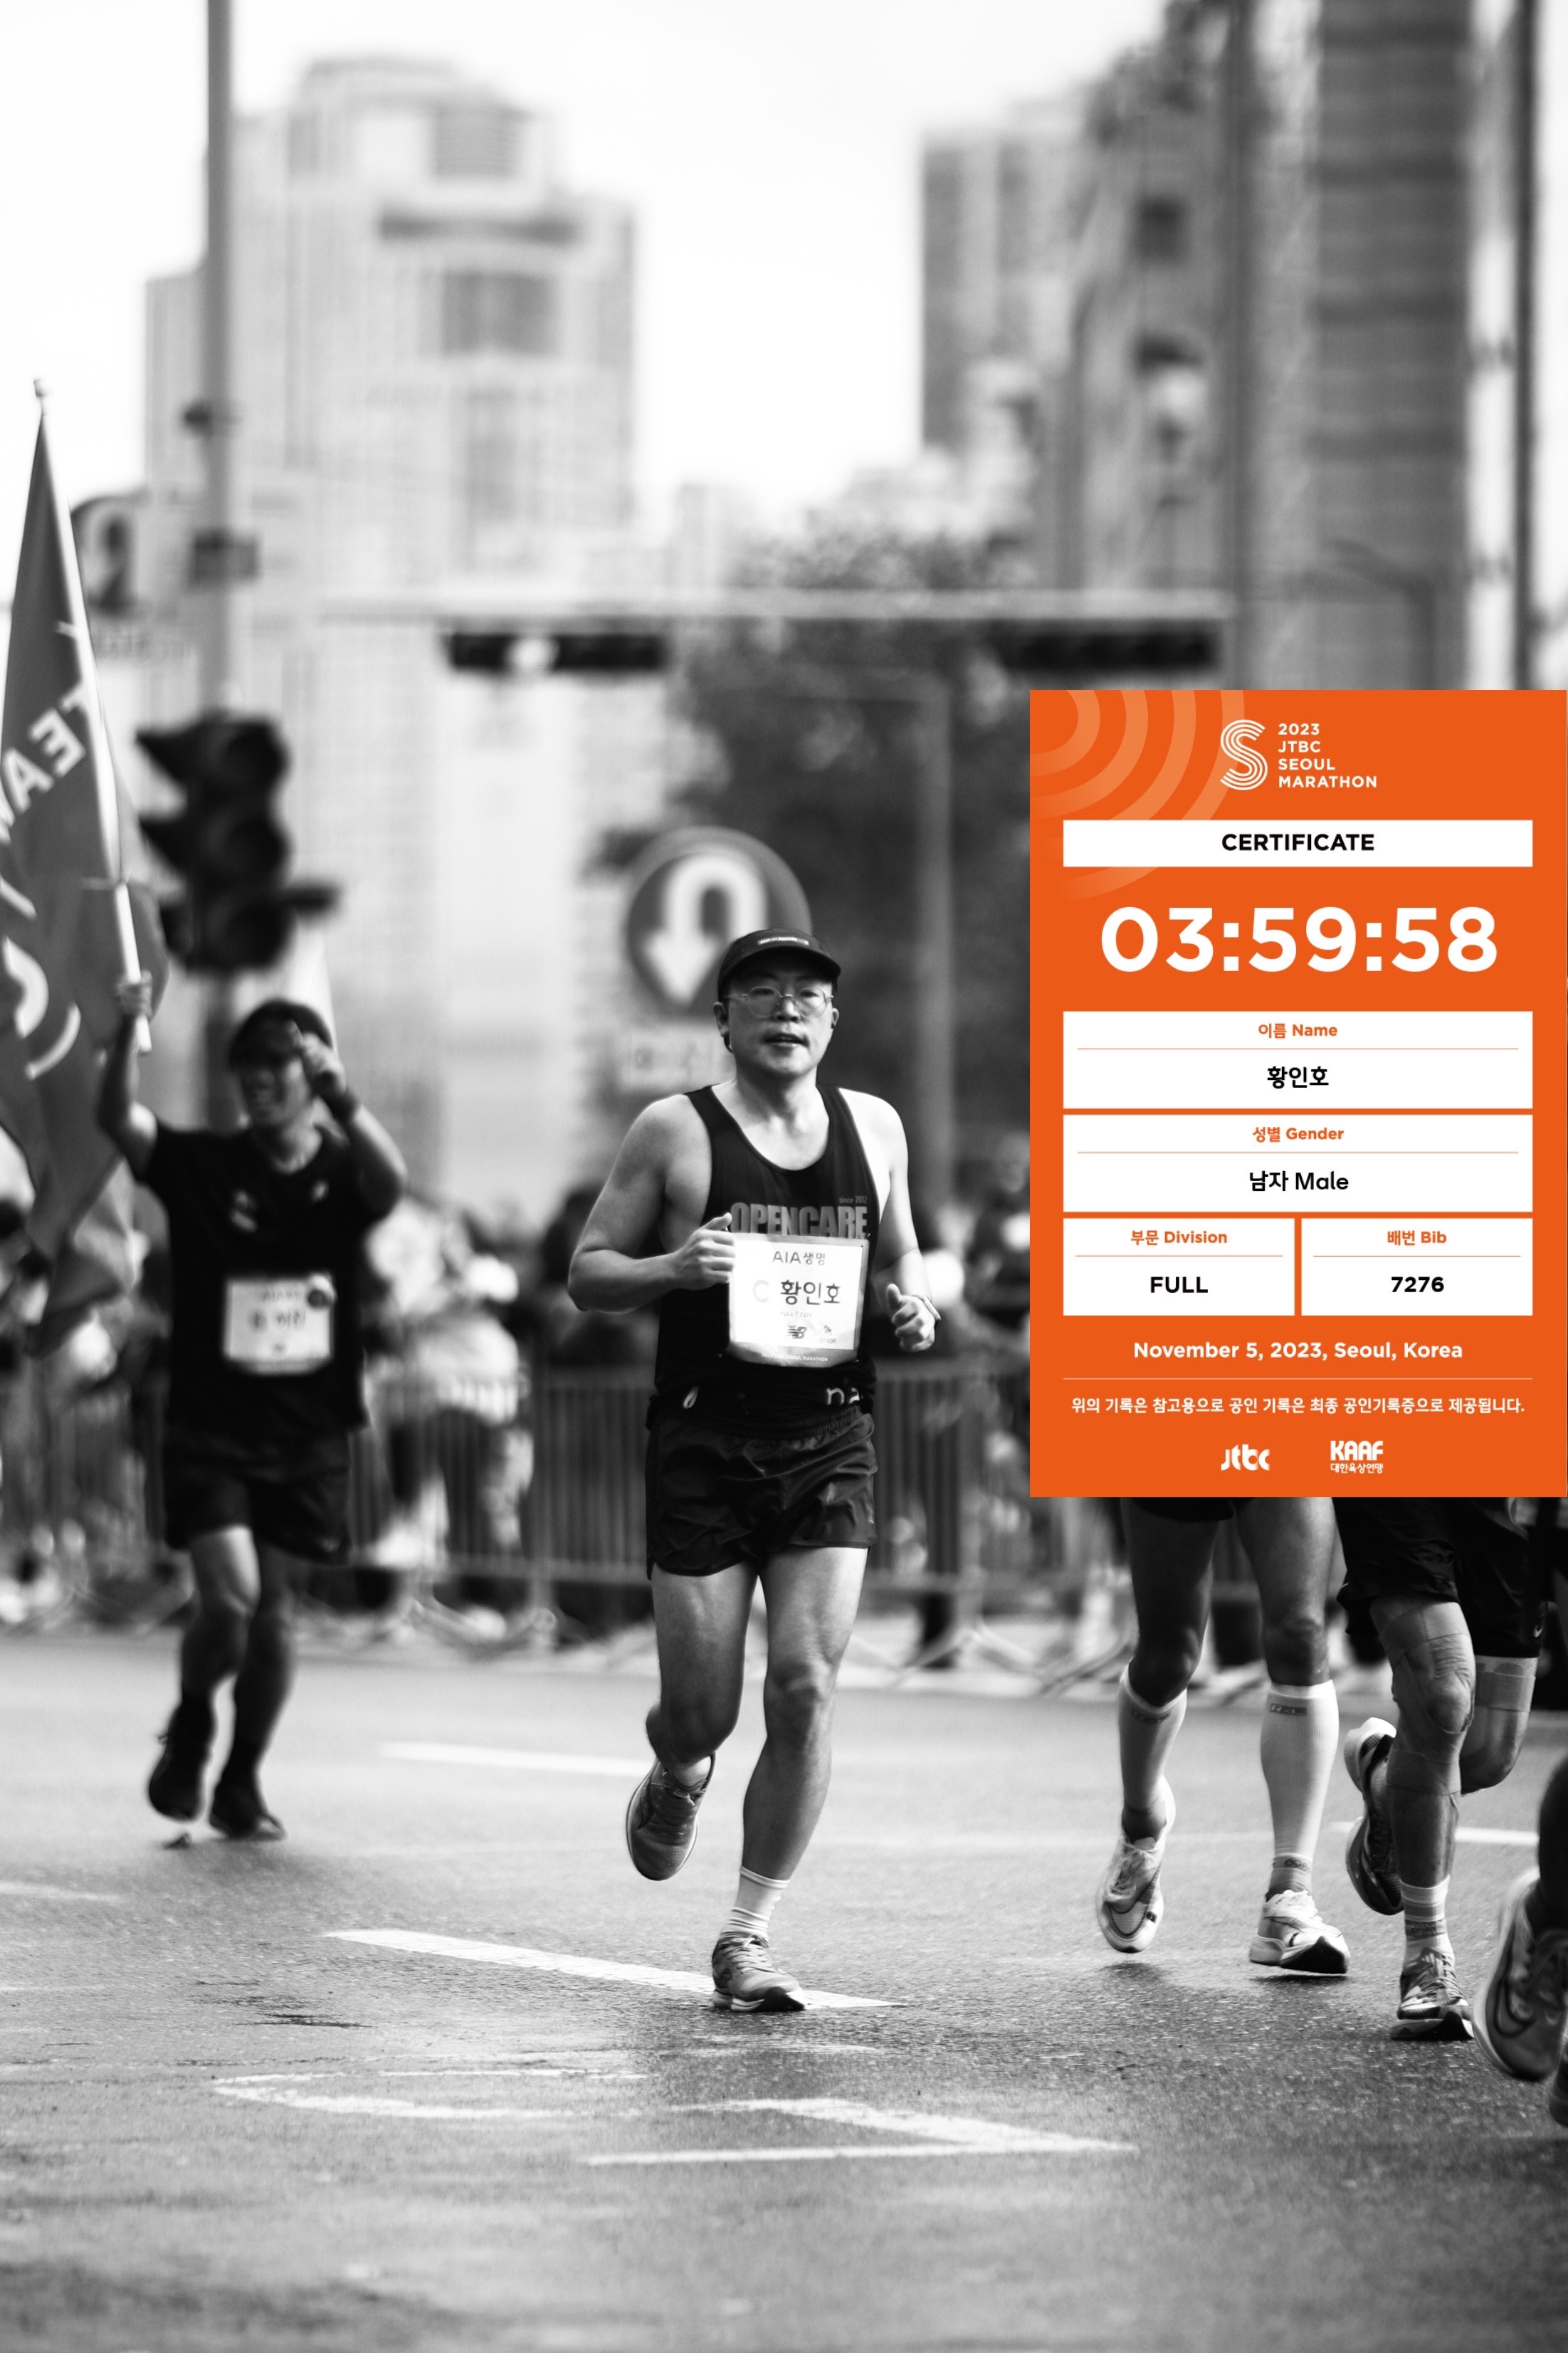 TEA
2023
JTBC
SEOUL
MARATHON
CERTIFICATE
03:59:58
이름 Name
황인호
성별 Gender
남자 Male
부문 Division
배번 Bib
FULL
7276
November 5, 2023, Seoul, Korea
위의 기록은 참고용으로 공인 기록은 최종 공인기록증으로 제공됩니다.
jtbc
KAAF
대한육상연맹
since 2012
OPENCARE
AIA생명
C 황인호